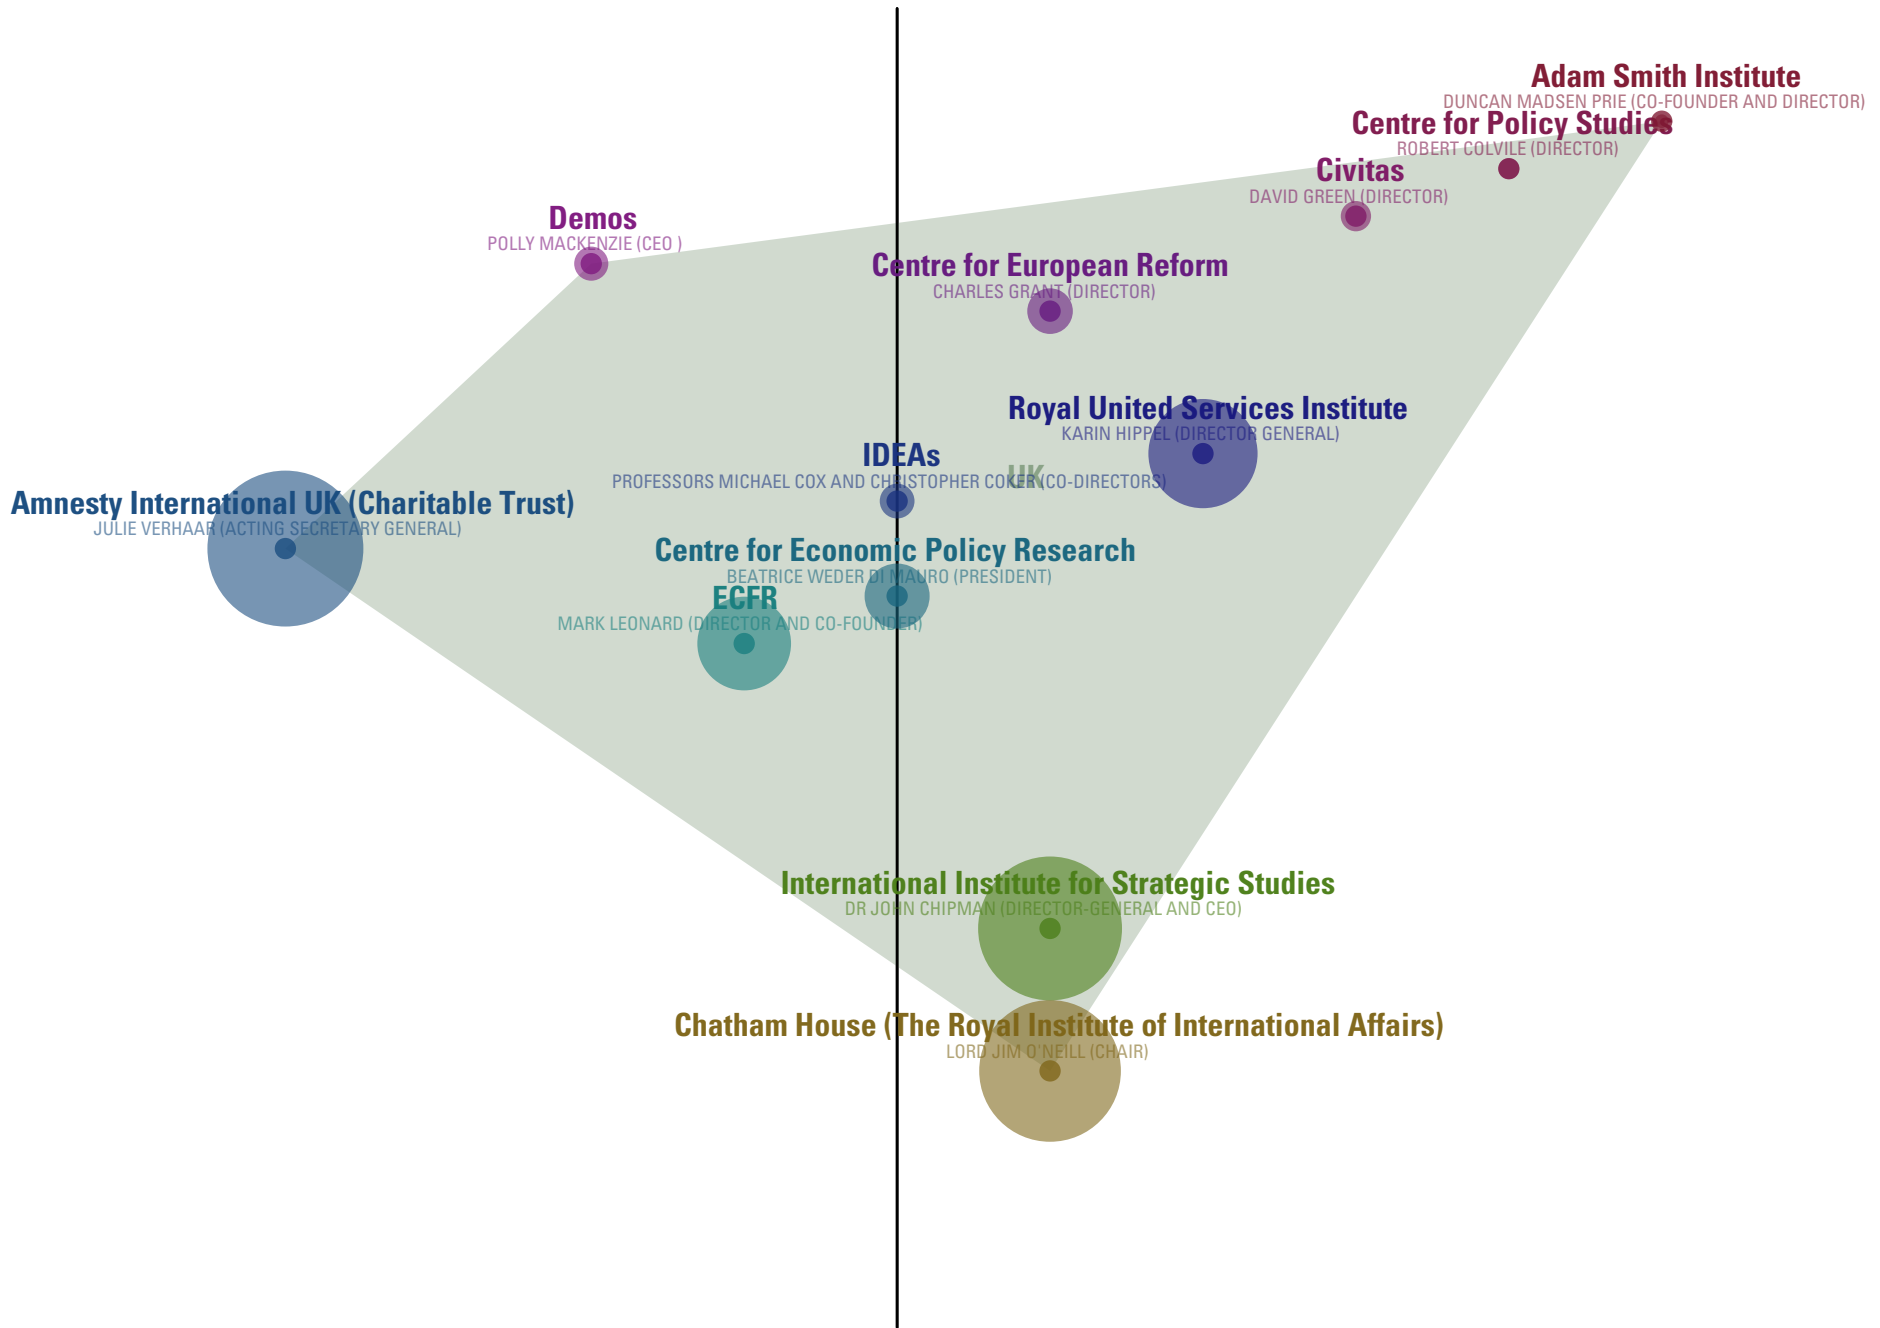 Adam Smith Institute
DUNCAN MADSEN PRIE (CO-FOUNDER AND DIRECTOR)
Centre for Policy Studies
ROBERT COLVILE (DIRECTOR)
Civitas
DAVID GREEN (DIRECTOR)
Demos
POLLY MACKENZIE (CEO )
Centre for European Reform
CHARLES GRANT (DIRECTOR)
Royal United Services Institute
KARIN HIPPEL (DIRECTOR GENERAL)
IDEAs
PROFESSORS MICHAEL COX AND CHRISTOPHER COKER (CO-DIRECTORS)
UK
Amnesty International UK (Charitable Trust)
JULIE VERHAAR (ACTING SECRETARY GENERAL)
Centre for Economic Policy Research
BEATRICE WEDER DI MAURO (PRESIDENT)
ECFR
MARK LEONARD (DIRECTOR AND CO-FOUNDER)
International Institute for Strategic Studies
DR JOHN CHIPMAN (DIRECTOR-GENERAL AND CEO)
Chatham House (The Royal Institute of International Affairs)
LORD JIM O'NEILL (CHAIR)